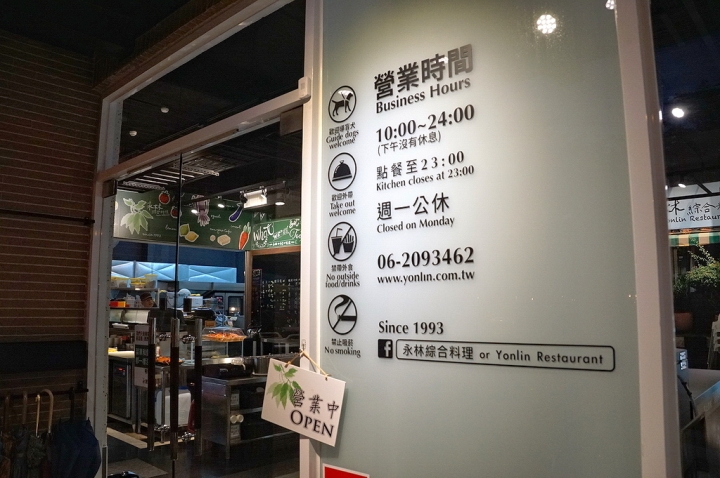 營業時間
Business Hours
10:00~24:00
(下午沒有休息)
點餐至23:00
Kitchen closes at 23:00
週一公休
Closed on Monday
06-2093462
www.yonlin.com.tw
Since 1993
永林綜合料理 or Yonlin Restaurant
歡迎導盲犬
Guide dogs
welcome
歡迎外帶
Take out
welcome
禁帶外食
No outside
food/drinks
禁止吸菸
No smoking
營業中
OPEN
永林
綜合